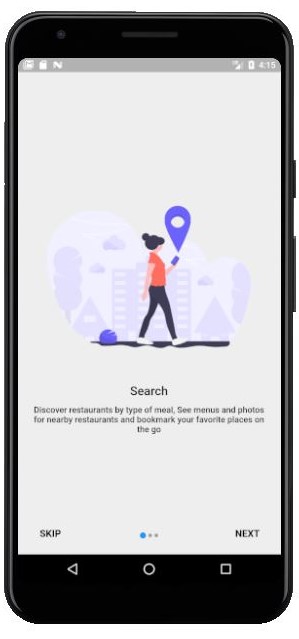 4:15
Search
Discover restaurants by type of meal, See menus and photos
for nearby restaurants and bookmark your favorite places on
the go
SKIP
NEXT